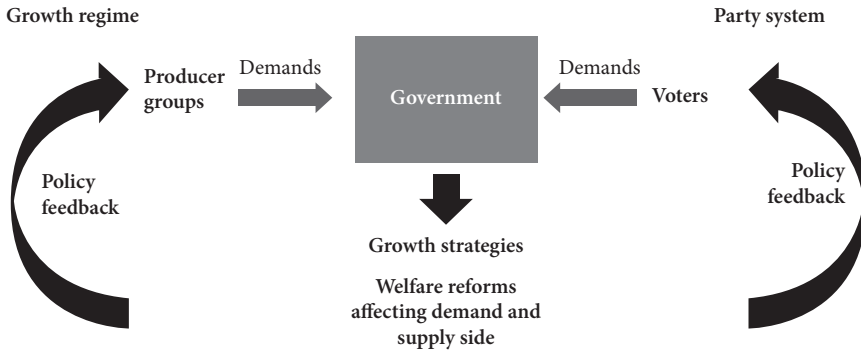 Growth regime
Party system
Producer
groups
Demands
Government
Demands
Voters
Policy
feedback
Policy
feedback
Growth strategies
Welfare reforms
affecting demand and
supply side